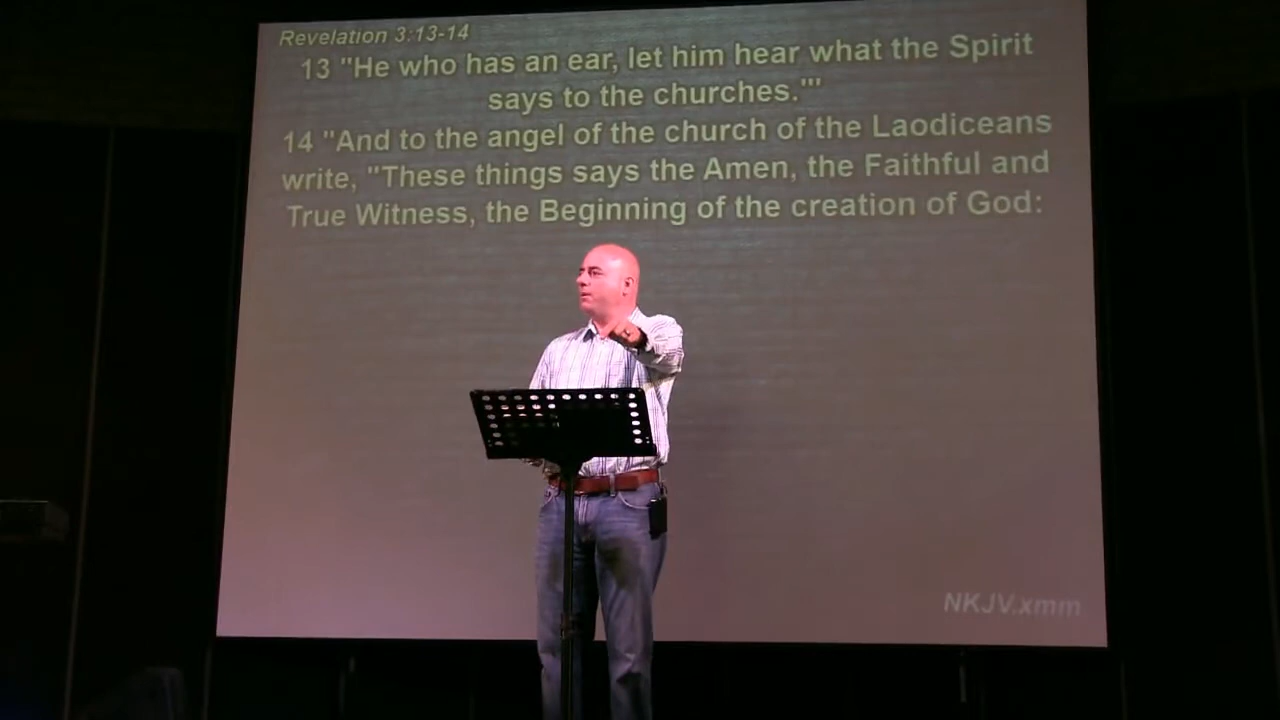 Revelation 3:13-14
13 "He who has an ear, let him hear what the Spirit
says to the churches.'"
14 "And to the angel of the church of the Laodiceans
write, "These things says the Amen, the Faithful and
True Witness, the Beginning of the creation of God:
NKJV.xmm